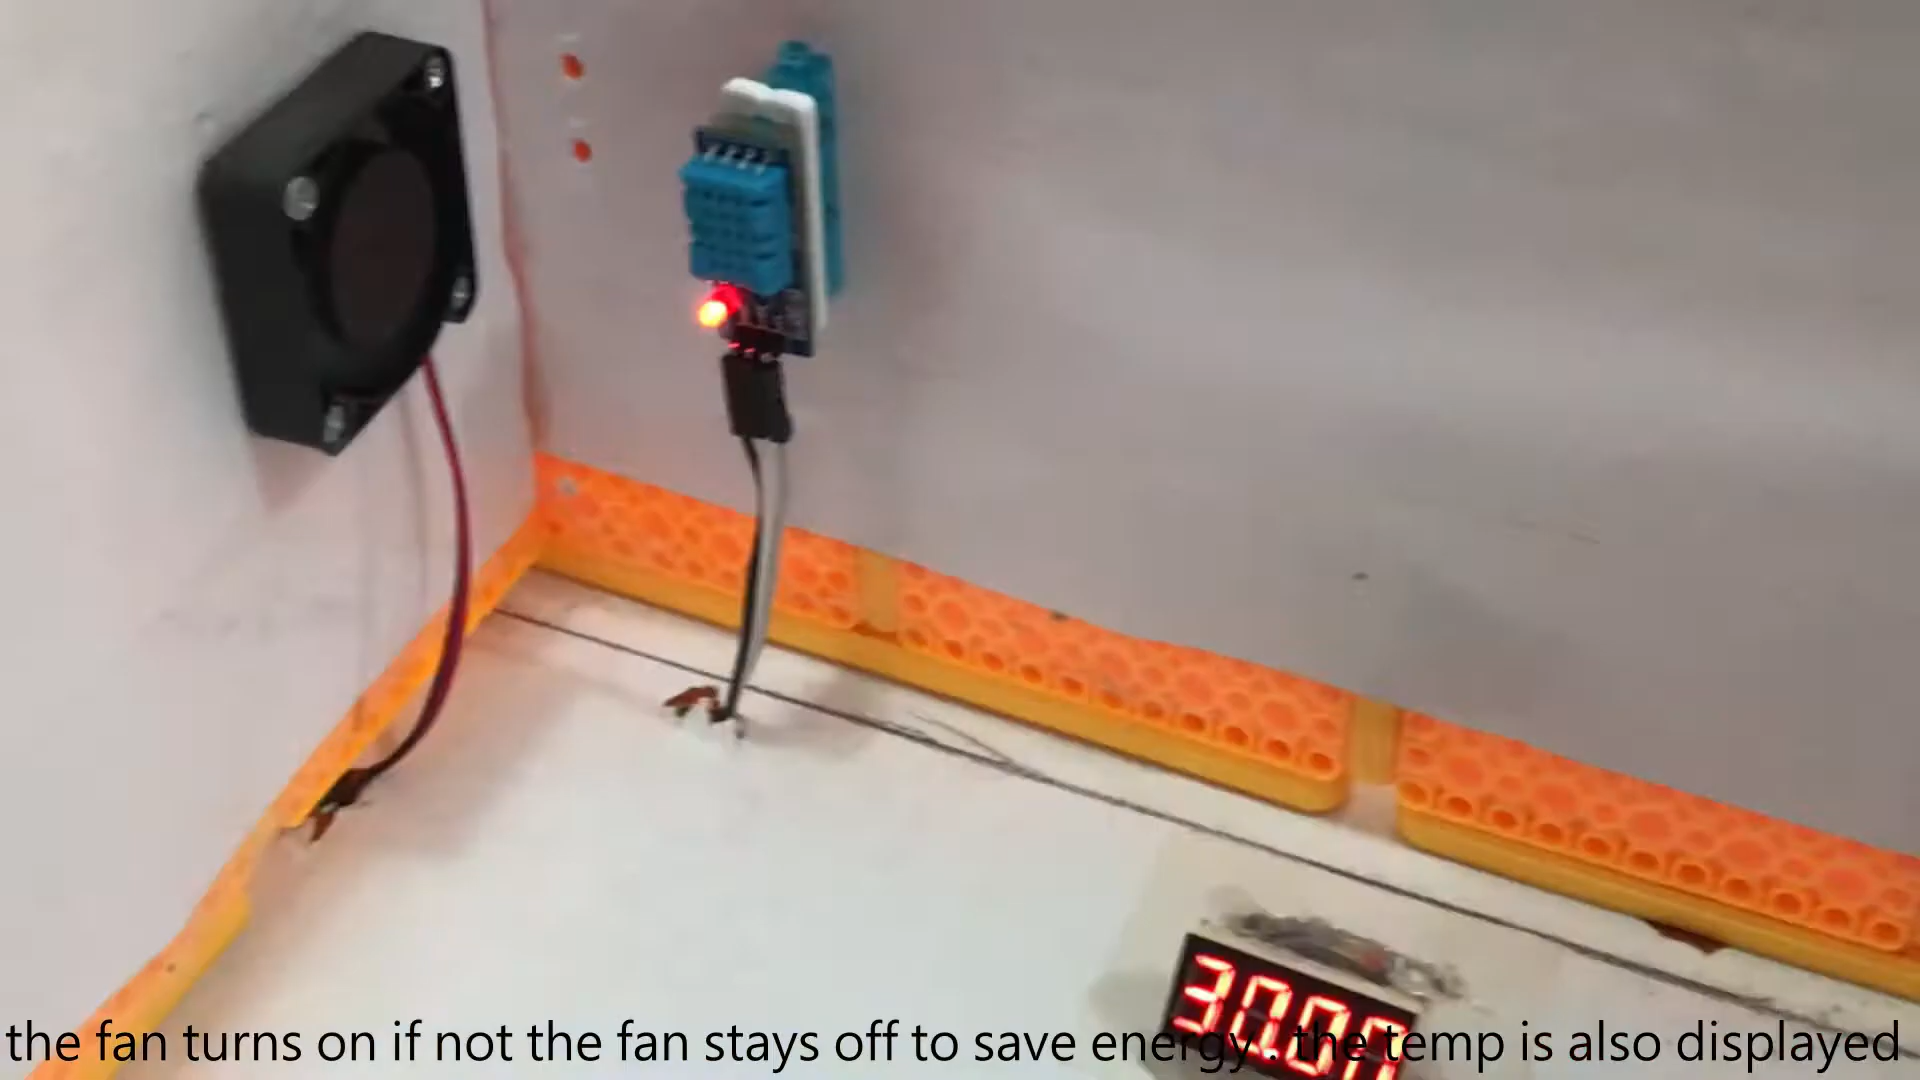 30.00
the fan turns on if not the fan stays off to save energy . the temp is also displayed